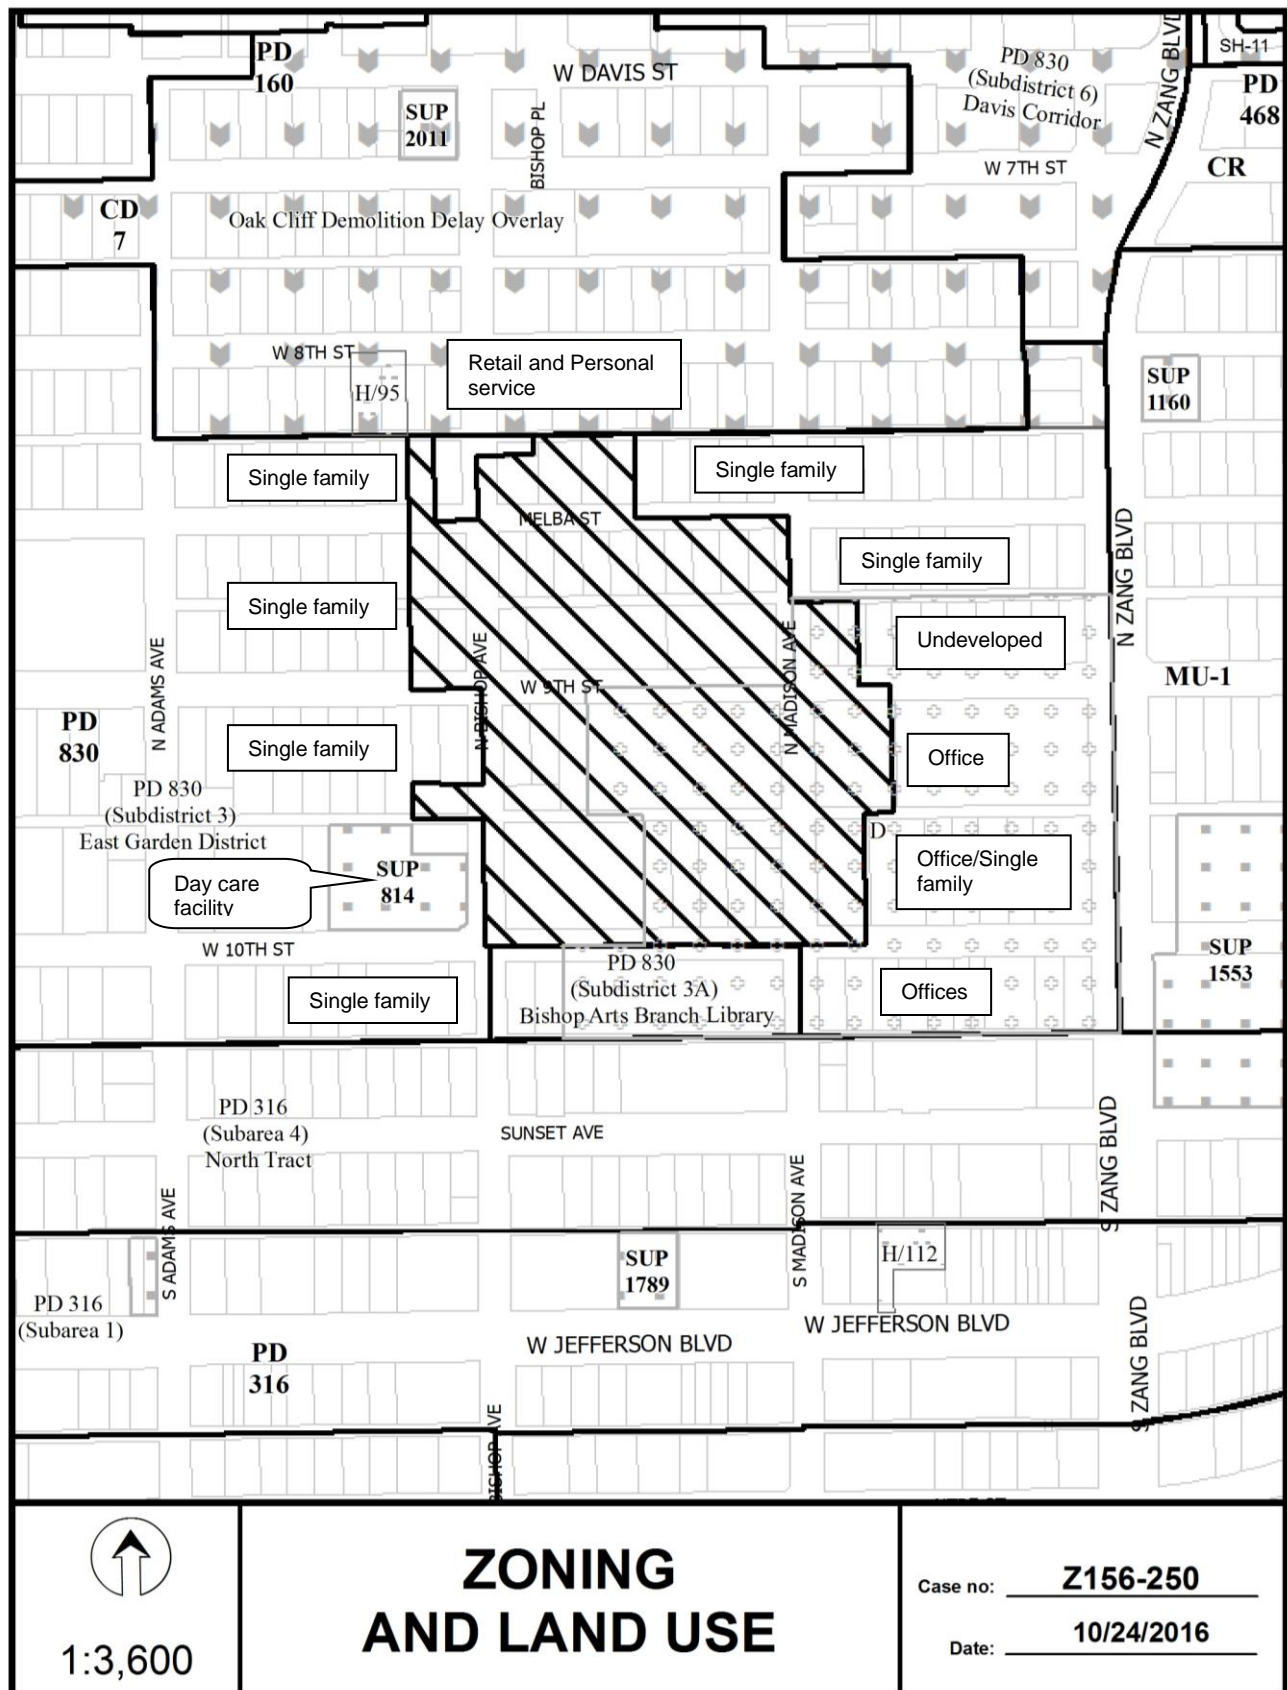 PD
160
W DAVIS ST
PD 830
(Subdistrict 6)
Davis Corridor
N ZANG BLVD
SH-11
PD
468
SUP
2011
BISHOP PL
W 7TH ST
CR
CD
7
Oak Cliff Demolition Delay Overlay
W 8TH ST
H/95
Retail and Personal
service
SUP
1160
Single family
Single family
MELBA ST
Single family
N ZANG BLVD
Single family
Undeveloped
N ADAMS AVE
N BISHOP AVE
W 9TH ST
N MADISON AVE
MU-1
PD
830
Single family
Office
PD 830
(Subdistrict 3)
East Garden District
D
Office/Single
family
Day care
facility
SUP
814
W 10TH ST
SUP
1553
Single family
PD 830
(Subdistrict 3A)
Bishop Arts Branch Library
Offices
PD 316
(Subarea 4)
North Tract
SUNSET AVE
S ZANG BLVD
S ADAMS AVE
S MADISON AVE
SUP
1789
H/112
PD 316
(Subarea 1)
W JEFFERSON BLVD
W JEFFERSON BLVD
PD
316
S ZANG BLVD
BISHOP AVE
1:3,600
ZONING
AND LAND USE
Case no: Z156-250
Date: 10/24/2016